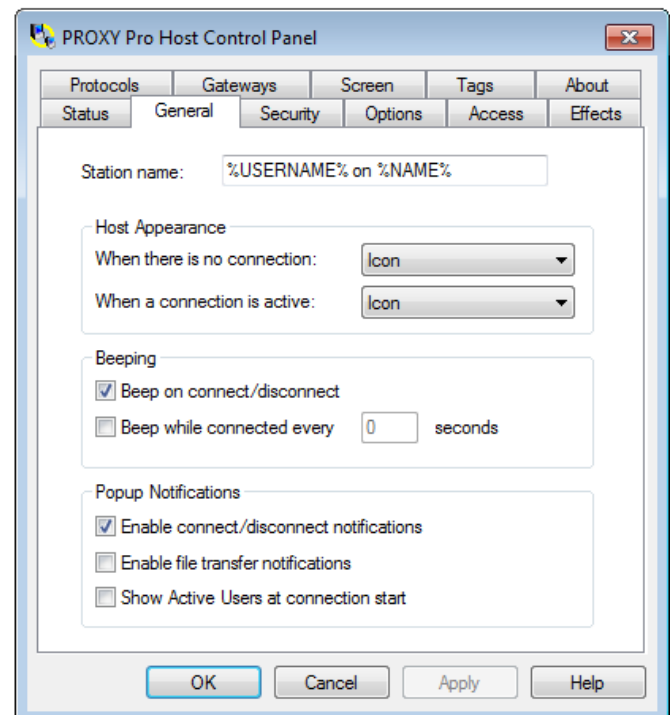 PROXY Pro Host Control Panel
Protocols Gateways Screen Tags About
Status General Security Options Access Effects
Station name: %USERNAME% on %NAME%
Host Appearance
When there is no connection: Icon
When a connection is active: Icon
Beeping
Beep on connect/disconnect
Beep while connected every 0 seconds
Popup Notifications
Enable connect/disconnect notifications
Enable file transfer notifications
Show Active Users at connection start
OK Cancel Apply Help